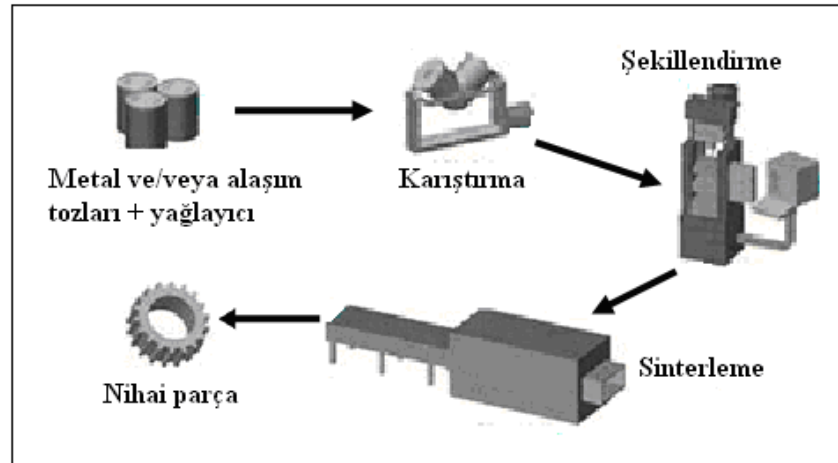 Metal ve/veya alaşım
tozları + yağlayıcı
Karıştırma
Şekillendirme
Sinterleme
Nihai parça